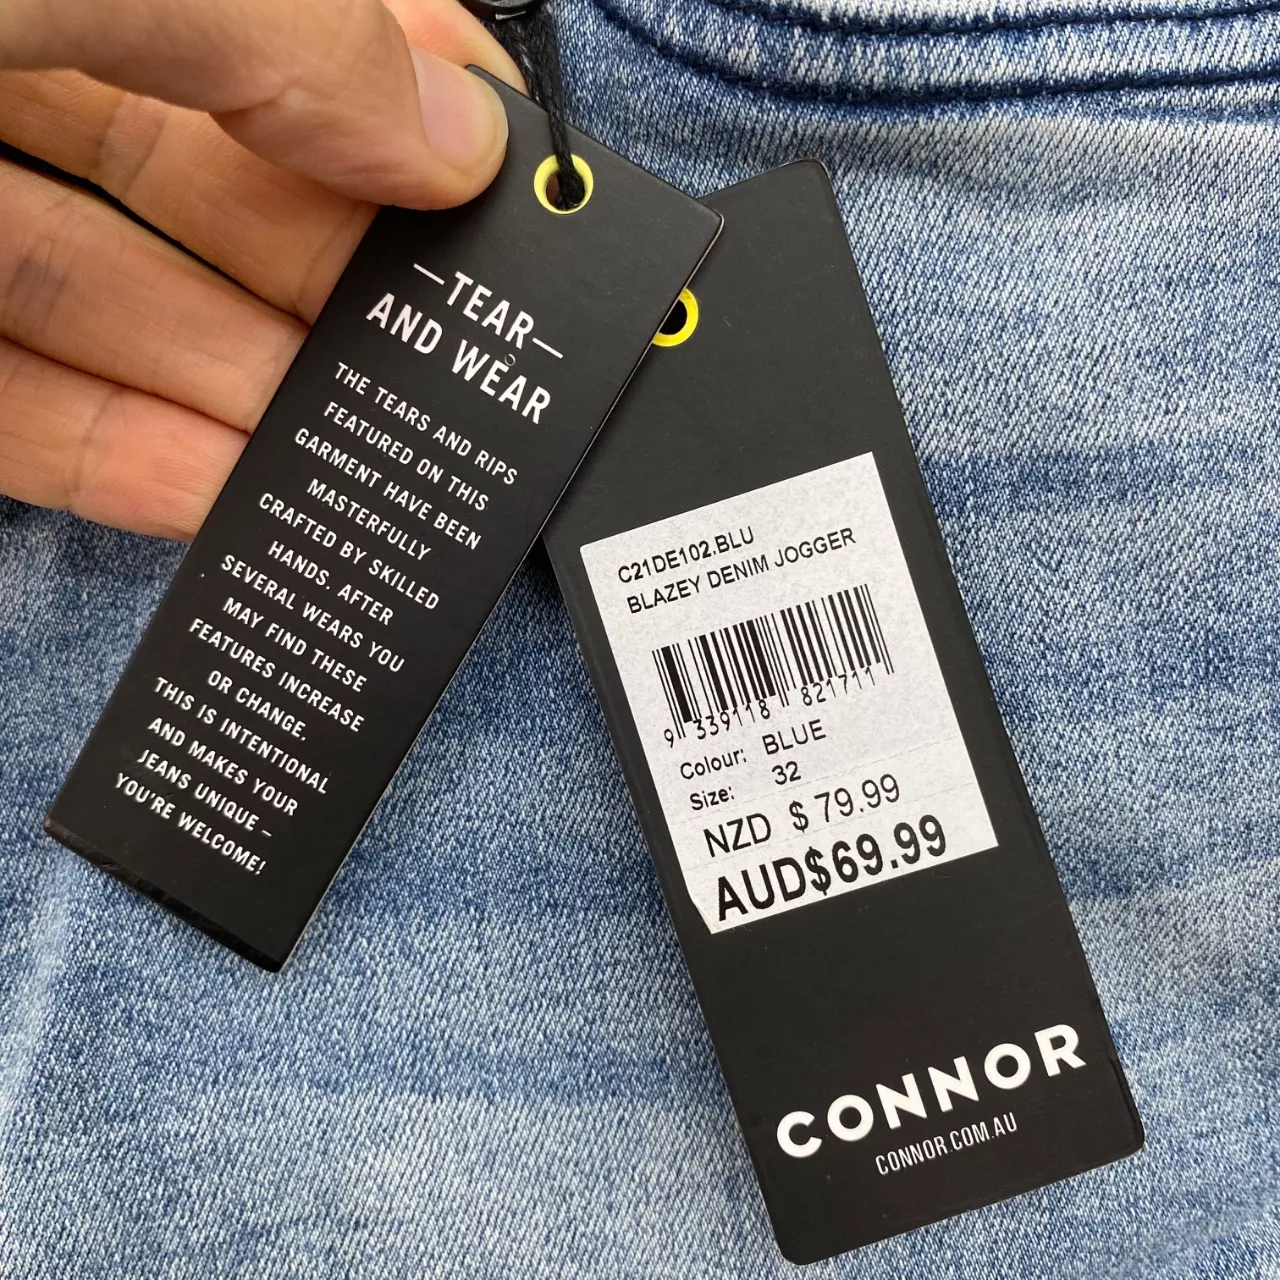 —TEAR—
AND WEAR
THE TEARS AND RIPS
FEATURED ON THIS
GARMENT HAVE BEEN
MASTERFULLY
CRAFTED BY SKILLED
HANDS. AFTER
SEVERAL WEARS YOU
MAY FIND THESE
FEATURES INCREASE
OR CHANGE.
THIS IS INTENTIONAL
AND MAKES YOUR
JEANS UNIQUE –
YOU'RE WELCOME!
C21DE102.BLU
BLAZEY DENIM JOGGER
9 339118 821711
Colour: BLUE
Size: 32
NZD $ 79.99
AUD$69.99
CONNOR
CONNOR.COM.AU